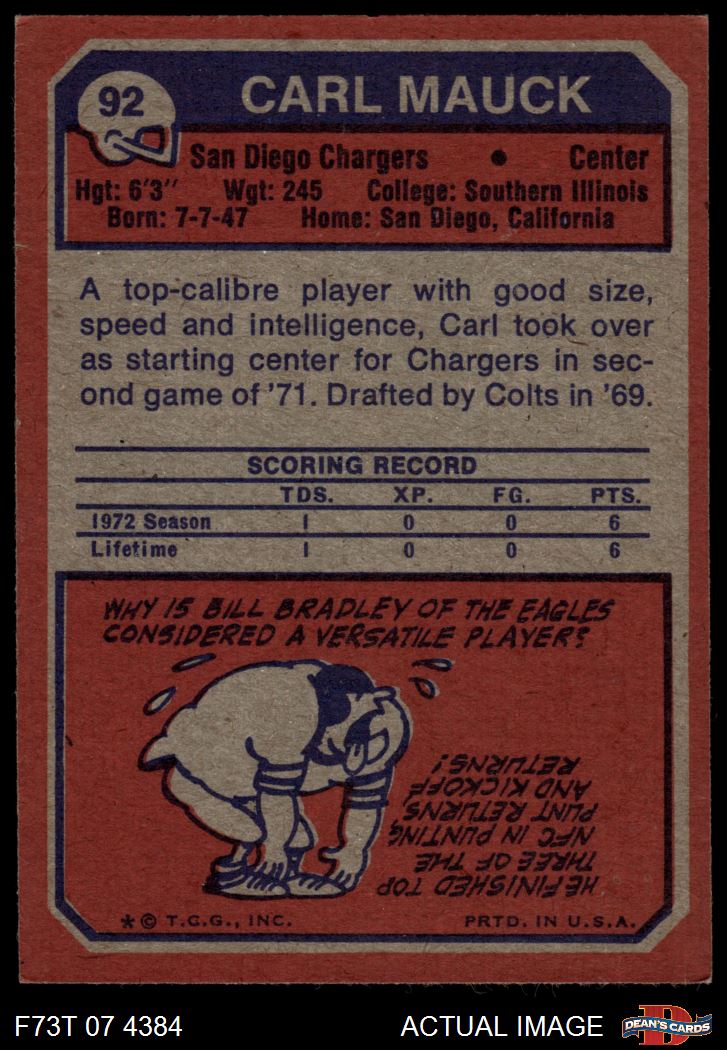 92
CARL MAUCK
San Diego Chargers • Center
Hgt: 6'3" Wgt: 245 College: Southern Illinois
Born: 7-7-47 Home: San Diego, California
A top-calibre player with good size,
speed and intelligence, Carl took over
as starting center for Chargers in sec-
ond game of '71. Drafted by Colts in '69.
SCORING RECORD
TDS. XP. FG. PTS.
1972 Season 1 0 0 6
Lifetime 1 0 0 6
WHY IS BILL BRADLEY OF THE EAGLES
CONSIDERED A VERSATILE PLAYER?
HE FINISHED TOP
THREE OF THE
NFC IN PUNTING,
PUNT RETURNS,
AND KICKOFF
RETURNS!
*© T.C.G., INC. PRTD. IN U.S.A.
F73T 07 4384 ACTUAL IMAGE
D
DEAN'S CARDS